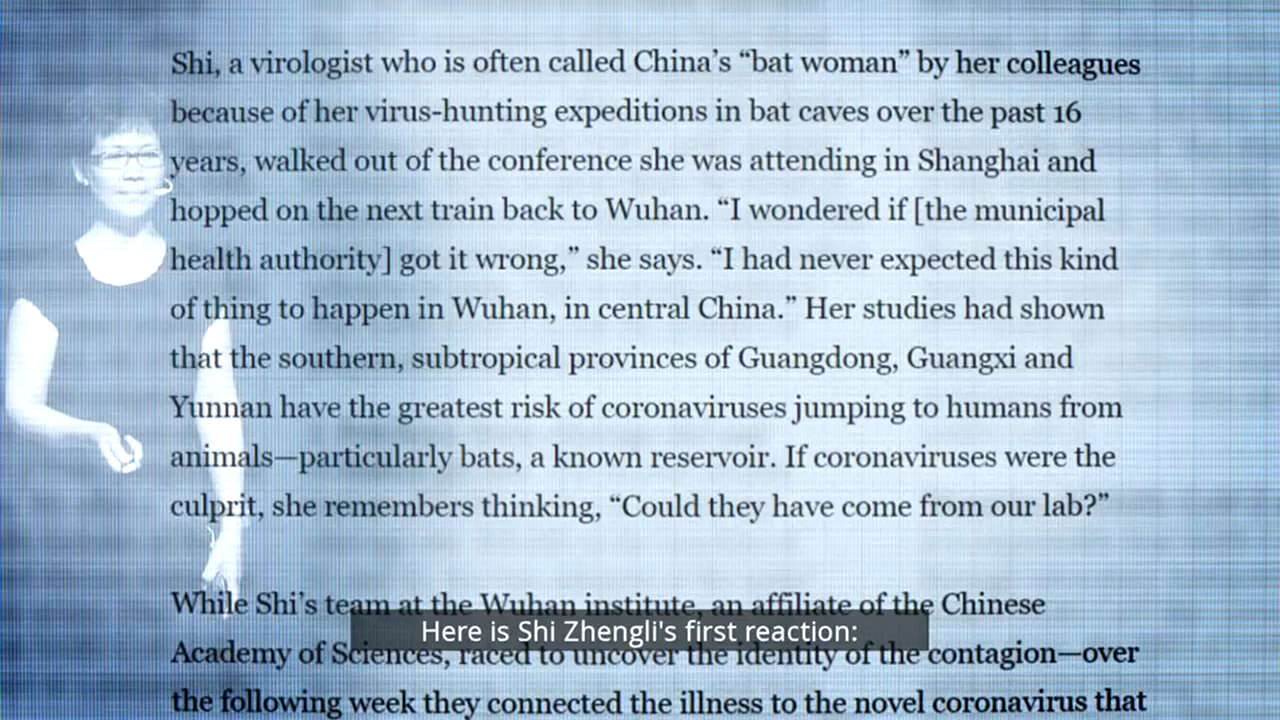 Shi, a virologist who is often called China’s “bat woman” by her colleagues
because of her virus-hunting expeditions in bat caves over the past 16
years, walked out of the conference she was attending in Shanghai and
hopped on the next train back to Wuhan. “I wondered if [the municipal
health authority] got it wrong,” she says. “I had never expected this kind
of thing to happen in Wuhan, in central China.” Her studies had shown
that the southern, subtropical provinces of Guangdong, Guangxi and
Yunnan have the greatest risk of coronaviruses jumping to humans from
animals—particularly bats, a known reservoir. If coronaviruses were the
culprit, she remembers thinking, “Could they have come from our lab?”
While Shi’s team at the Wuhan institute, an affiliate of the Chinese
Here is Shi Zhengli's first reaction:
Academy of Sciences, raced to uncover the identity of the contagion—over
the following week they connected the illness to the novel coronavirus that